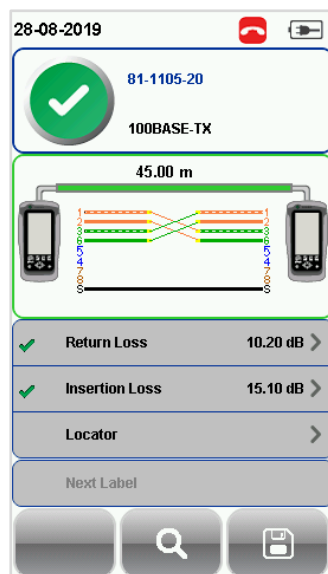 28-08-2019
81-1105-20
100BASE-TX
45.00 m
1 1
2 2
3 3
6 6
5 5
4 4
7 7
8 8
S S
Return Loss 10.20 dB
Insertion Loss 15.10 dB
Locator
Next Label